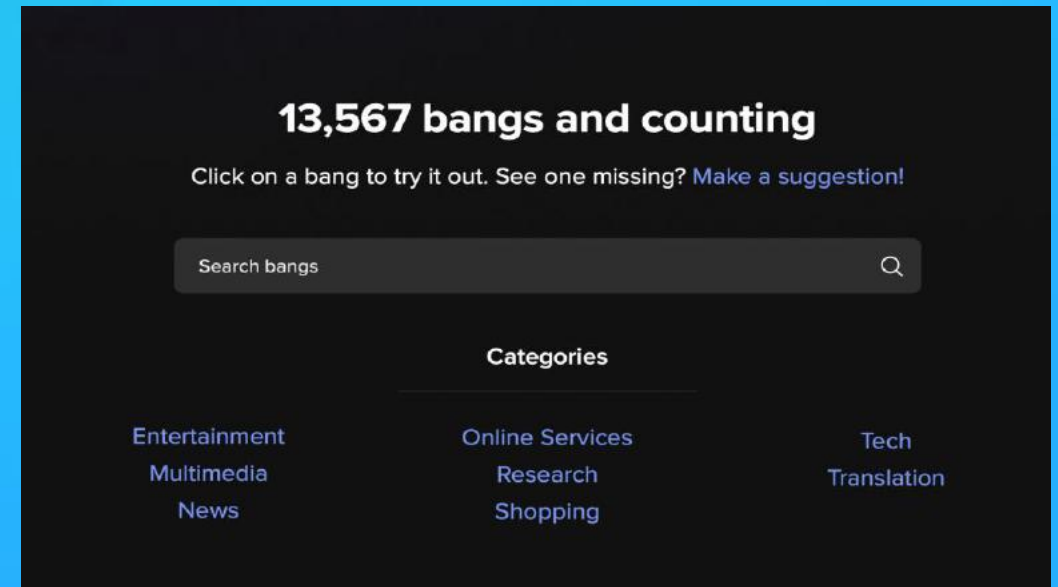 13,567 bangs and counting
Click on a bang to try it out. See one missing? Make a suggestion!
Search bangs
Categories
Entertainment
Multimedia
News
Online Services
Research
Shopping
Tech
Translation